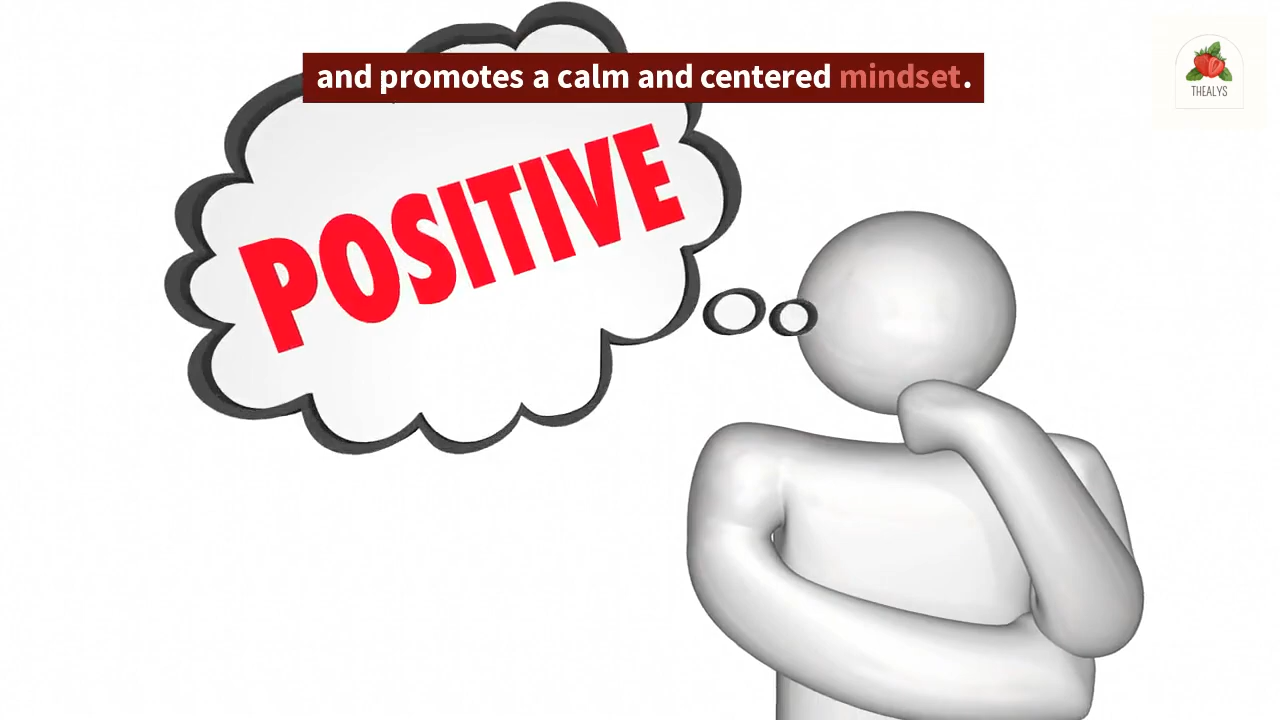 and promotes a calm and centered mindset.
THEALYS
POSITIVE